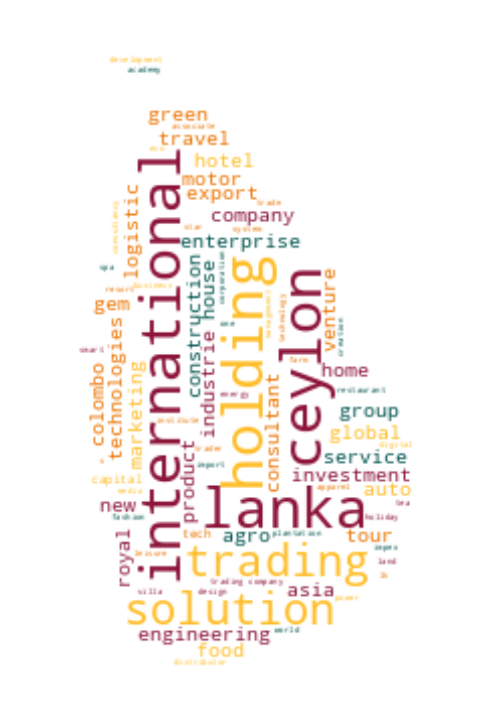 development
academy
green
associate
travel
eco
hotel
motor
export
trade
company
star
system
enterprise
consultancy
logistic
international
spa
resort
business
gem
construction
house
corporation
one
holding
management
technology
ceylon
venture
creation
smart
colombo
technologies
marketing
industrie
energy
farm
home
restaurant
consultant
group
institute
trader
global
digital
service
import
product
capital
media
investment
apparel
auto
new
fashion
lanka
tea
holiday
royal
tech
agro
plantation
tour
impex
leisure
trading
land
lk
trading company
villa
design
asia
power
solution
engineering
world
food
distributor